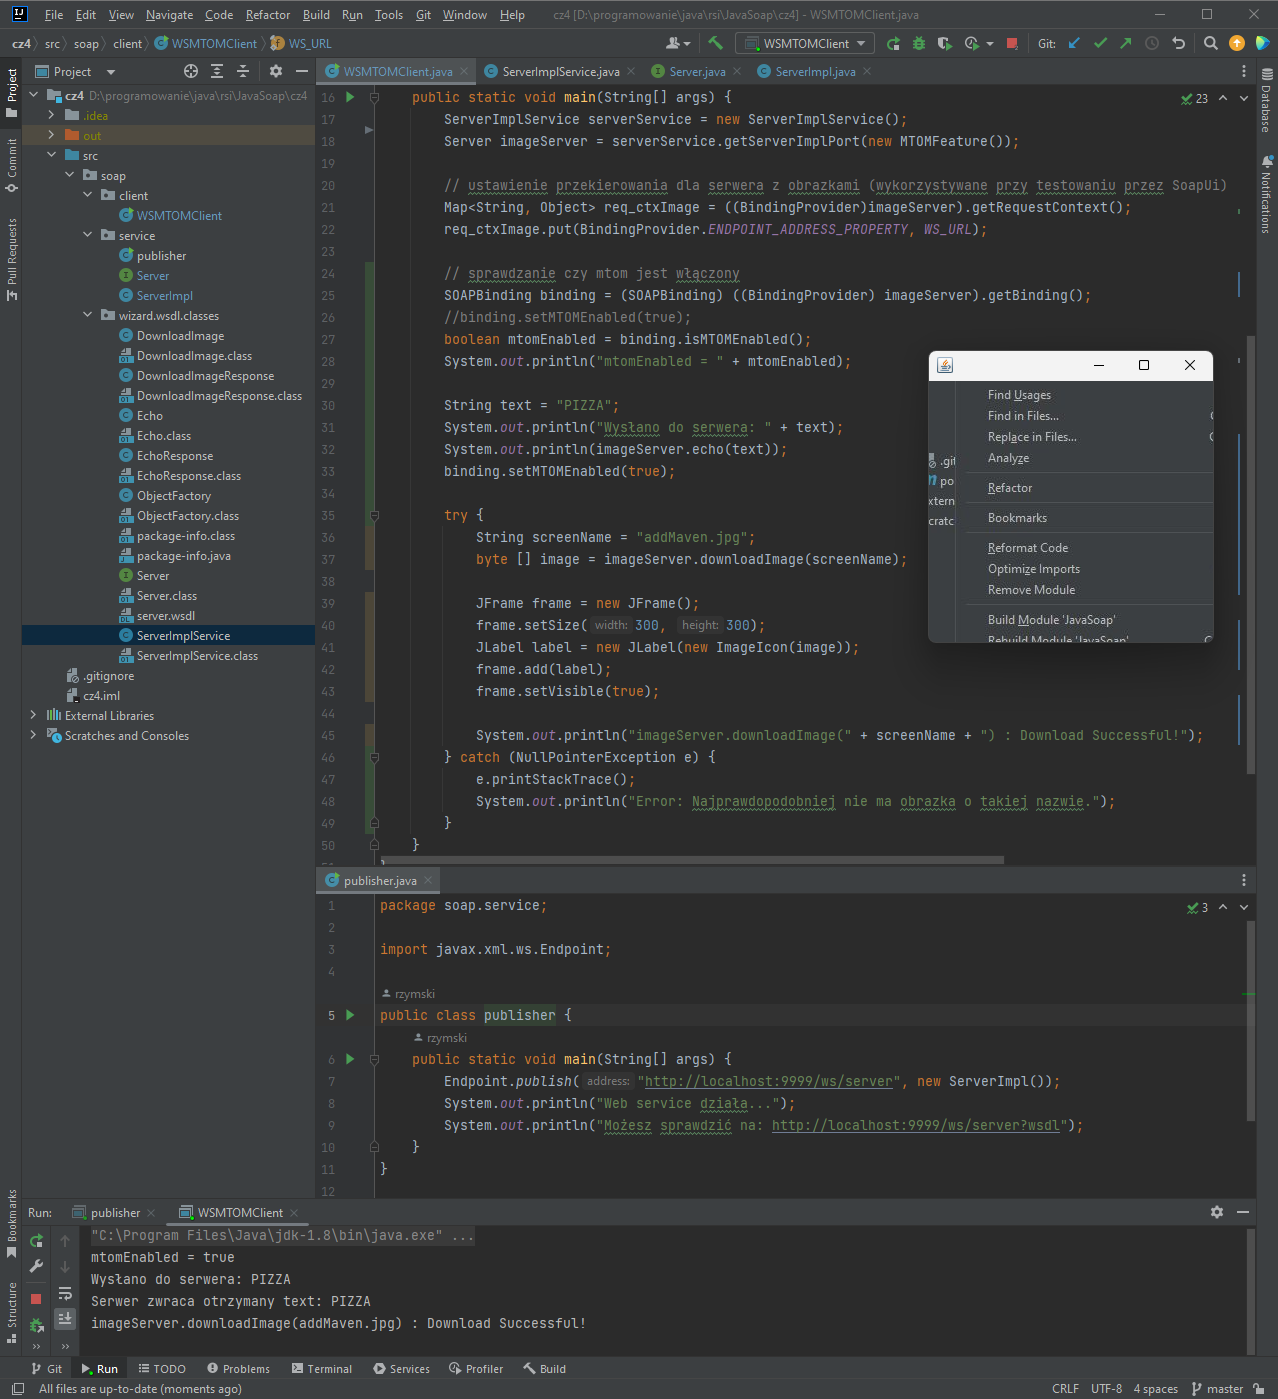 File Edit View Navigate Code Refactor Build Run Tools Git Window Help cz4 [D:\programowanie\java\rsi\JavaSoap\cz4] - WSMTOMClient.java
cz4 src soap client WSMTOMClient WS_URL
WSMTOMClient Git:
Project
WSMTOMClient.java ServerImplService.java Server.java ServerImpl.java
Project
Commit
Pull Requests
Bookmarks
Structure
Database
Notifications
cz4 D:\programowanie\java\rsi\JavaSoap\cz4
.idea
out
src
soap
client
WSMTOMClient
service
publisher
Server
ServerImpl
wizard.wsdl.classes
DownloadImage
DownloadImage.class
DownloadImageResponse
DownloadImageResponse.class
Echo
Echo.class
EchoResponse
EchoResponse.class
ObjectFactory
ObjectFactory.class
package-info.class
package-info.java
Server
Server.class
server.wsdl
ServerImplService
ServerImplService.class
.gitignore
cz4.iml
External Libraries
Scratches and Consoles
23
16 public static void main(String[] args) {
17 ServerImplService serverService = new ServerImplService();
18 Server imageServer = serverService.getServerImplPort(new MTOMFeature());
19
20 // ustawienie przekierowania dla serwera z obrazkami (wykorzystywane przy testowaniu przez SoapUi)
21 Map<String, Object> req_ctxImage = ((BindingProvider)imageServer).getRequestContext();
22 req_ctxImage.put(BindingProvider.ENDPOINT_ADDRESS_PROPERTY, WS_URL);
23
24 // sprawdzanie czy mtom jest włączony
25 SOAPBinding binding = (SOAPBinding) ((BindingProvider) imageServer).getBinding();
26 //binding.setMTOMEnabled(true);
27 boolean mtomEnabled = binding.isMTOMEnabled();
28 System.out.println("mtomEnabled = " + mtomEnabled);
29
30 String text = "PIZZA";
31 System.out.println("Wysłano do serwera: " + text);
32 System.out.println(imageServer.echo(text));
33 binding.setMTOMEnabled(true);
34
35 try {
36 String screenName = "addMaven.jpg";
37 byte [] image = imageServer.downloadImage(screenName);
38
39 JFrame frame = new JFrame();
40 frame.setSize( width: 300, height: 300);
41 JLabel label = new JLabel(new ImageIcon(image));
42 frame.add(label);
43 frame.setVisible(true);
44
45 System.out.println("imageServer.downloadImage(" + screenName + ") : Download Successful!");
46 } catch (NullPointerException e) {
47 e.printStackTrace();
48 System.out.println("Error: Najprawdopodobniej nie ma obrazka o takiej nazwie.");
49 }
50 }
Find Usages
Find in Files...
Replace in Files...
Analyze
Refactor
Bookmarks
Reformat Code
Optimize Imports
Remove Module
Build Module 'JavaSoap'
Rebuild Module 'JavaSoap'
.git
po
xtern
cratc
publisher.java
3
1 package soap.service;
2
3 import javax.xml.ws.Endpoint;
4
rzymski
5 public class publisher {
rzymski
6 public static void main(String[] args) {
7 Endpoint.publish( address: "http://localhost:9999/ws/server", new ServerImpl());
8 System.out.println("Web service działa...");
9 System.out.println("Możesz sprawdzić na: http://localhost:9999/ws/server?wsdl");
10 }
11 }
12
Run: publisher WSMTOMClient
"C:\Program Files\Java\jdk-1.8\bin\java.exe" ...
mtomEnabled = true
Wysłano do serwera: PIZZA
Serwer zwraca otrzymany text: PIZZA
imageServer.downloadImage(addMaven.jpg) : Download Successful!
Git Run TODO Problems Terminal Services Profiler Build
All files are up-to-date (moments ago) CRLF UTF-8 4 spaces master